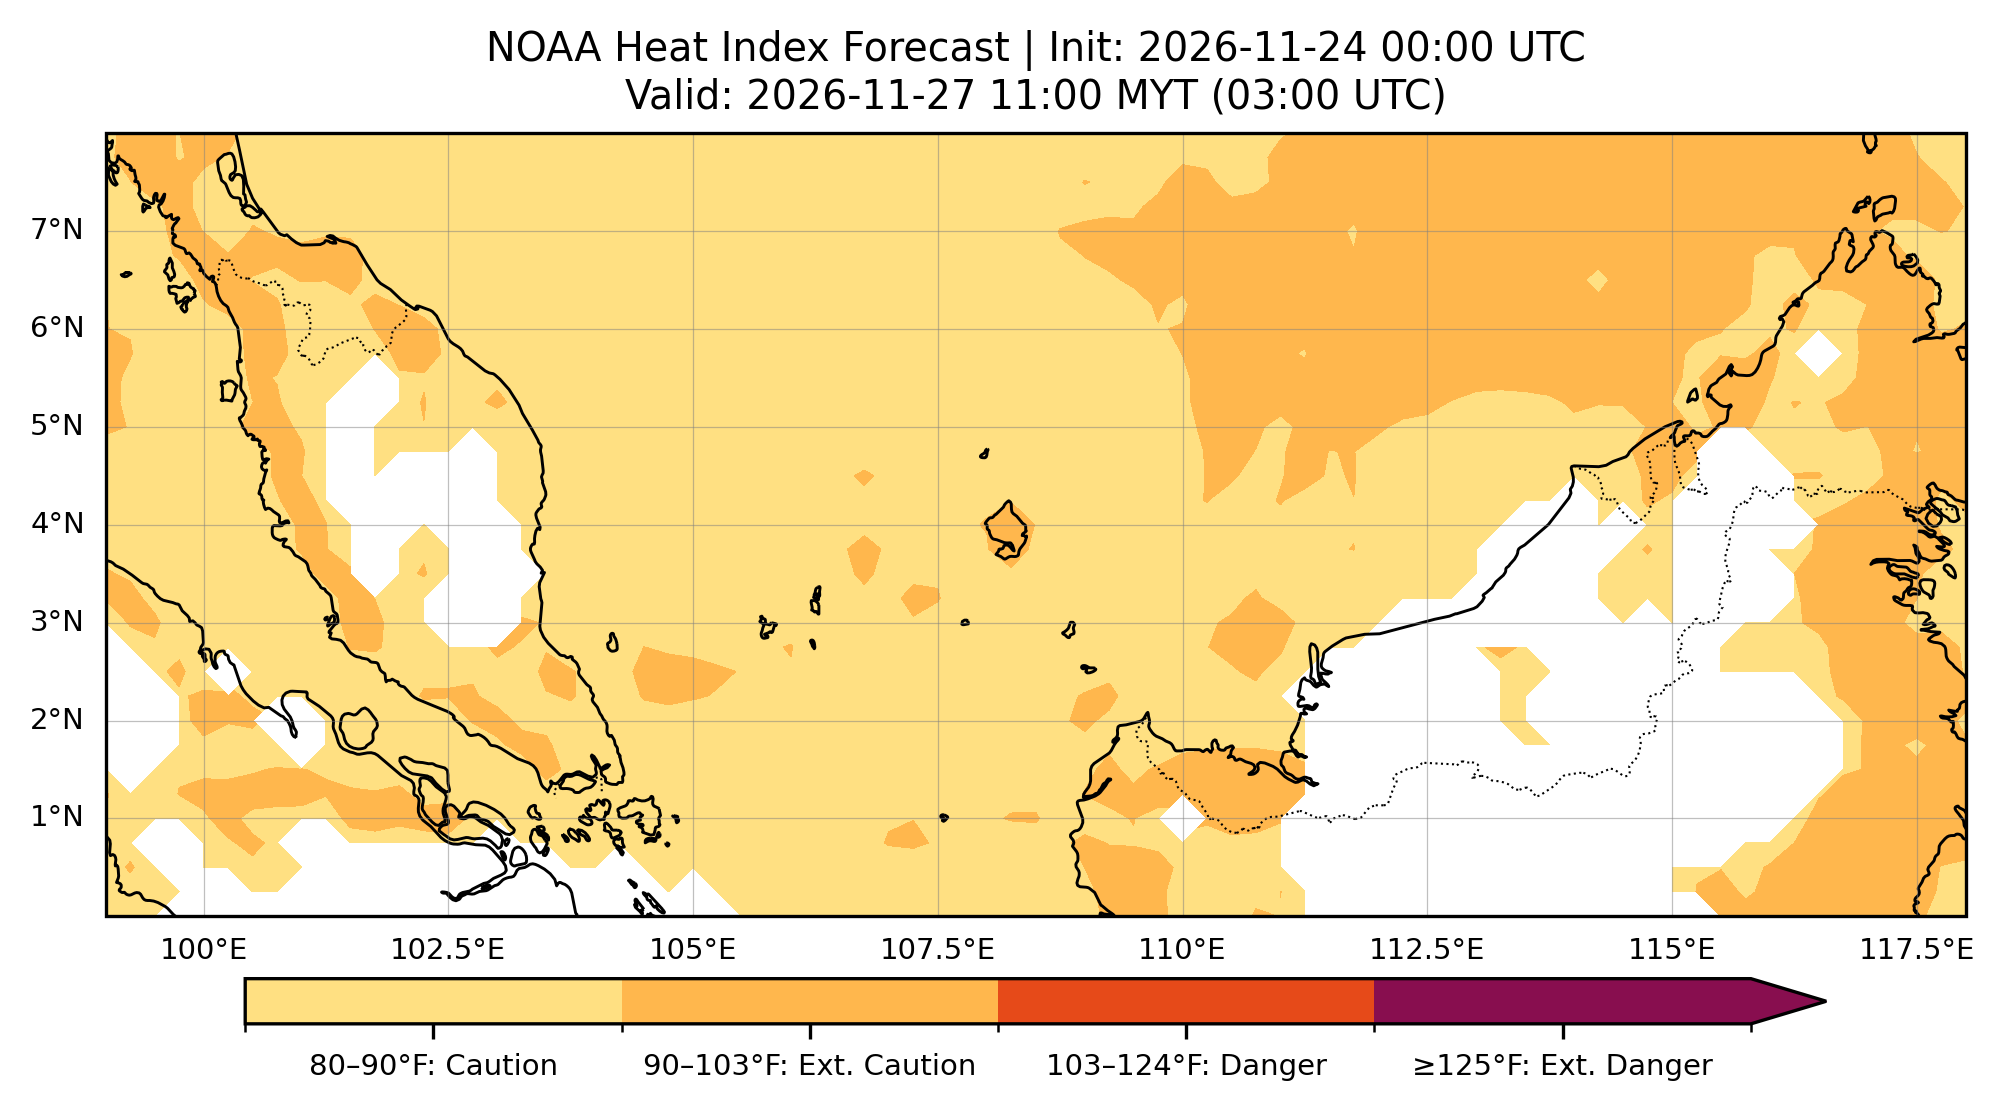 NOAA Heat Index Forecast | Init: 2026-11-24 00:00 UTC
Valid: 2026-11-27 11:00 MYT (03:00 UTC)
7°N
6°N
5°N
4°N
3°N
2°N
1°N
100°E 102.5°E 105°E 107.5°E 110°E 112.5°E 115°E 117.5°E
80–90°F: Caution 90–103°F: Ext. Caution 103–124°F: Danger ≥125°F: Ext. Danger